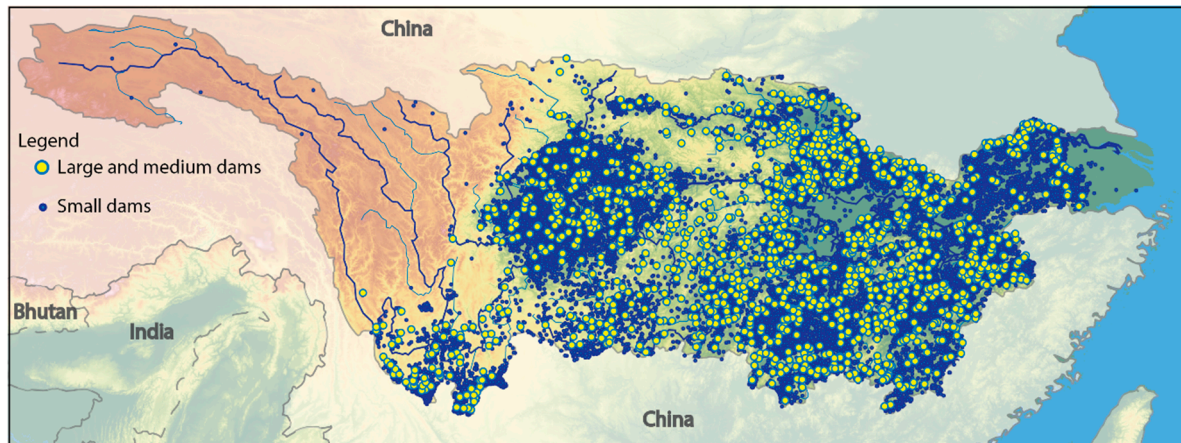 China
Legend
Large and medium dams
Small dams
Bhutan
India
China